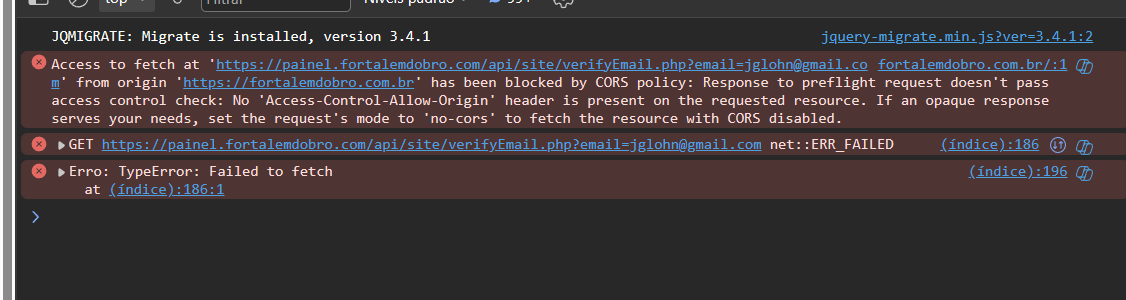 top
Filtrar
Níveis padrão
99+
JQMIGRATE: Migrate is installed, version 3.4.1 jquery-migrate.min.js?ver=3.4.1:2
Access to fetch at 'https://painel.fortalemdobro.com/api/site/verifyEmail.php?email=jglohn@gmail.co fortalemdobro.com.br/:1
m' from origin 'https://fortalemdobro.com.br' has been blocked by CORS policy: Response to preflight request doesn't pass
access control check: No 'Access-Control-Allow-Origin' header is present on the requested resource. If an opaque response
serves your needs, set the request's mode to 'no-cors' to fetch the resource with CORS disabled.
GET https://painel.fortalemdobro.com/api/site/verifyEmail.php?email=jglohn@gmail.com net::ERR_FAILED (índice):186
Erro: TypeError: Failed to fetch (índice):196
at (índice):186:1